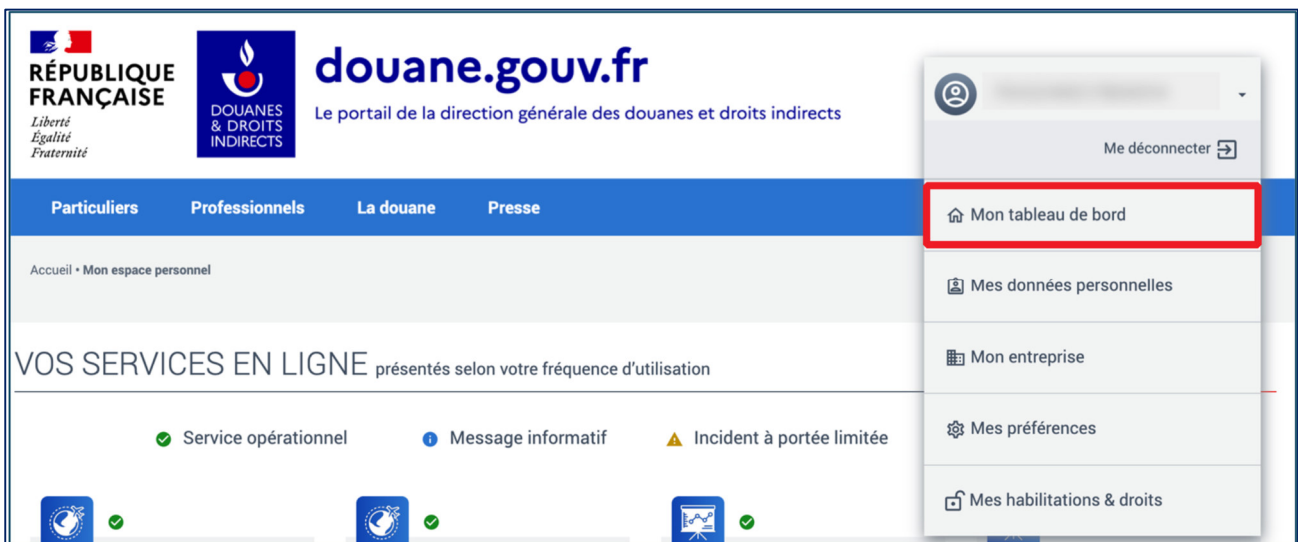 RÉPUBLIQUE
FRANÇAISE
Liberté
Égalité
Fraternité
DOUANES
& DROITS
INDIRECTS
douane.gouv.fr
Le portail de la direction générale des douanes et droits indirects
Me déconnecter
Particuliers Professionnels La douane Presse
Mon tableau de bord
Accueil • Mon espace personnel
Mes données personnelles
VOS SERVICES EN LIGNE présentés selon votre fréquence d'utilisation
Mon entreprise
Service opérationnel Message informatif Incident à portée limitée
Mes préférences
Mes habilitations & droits